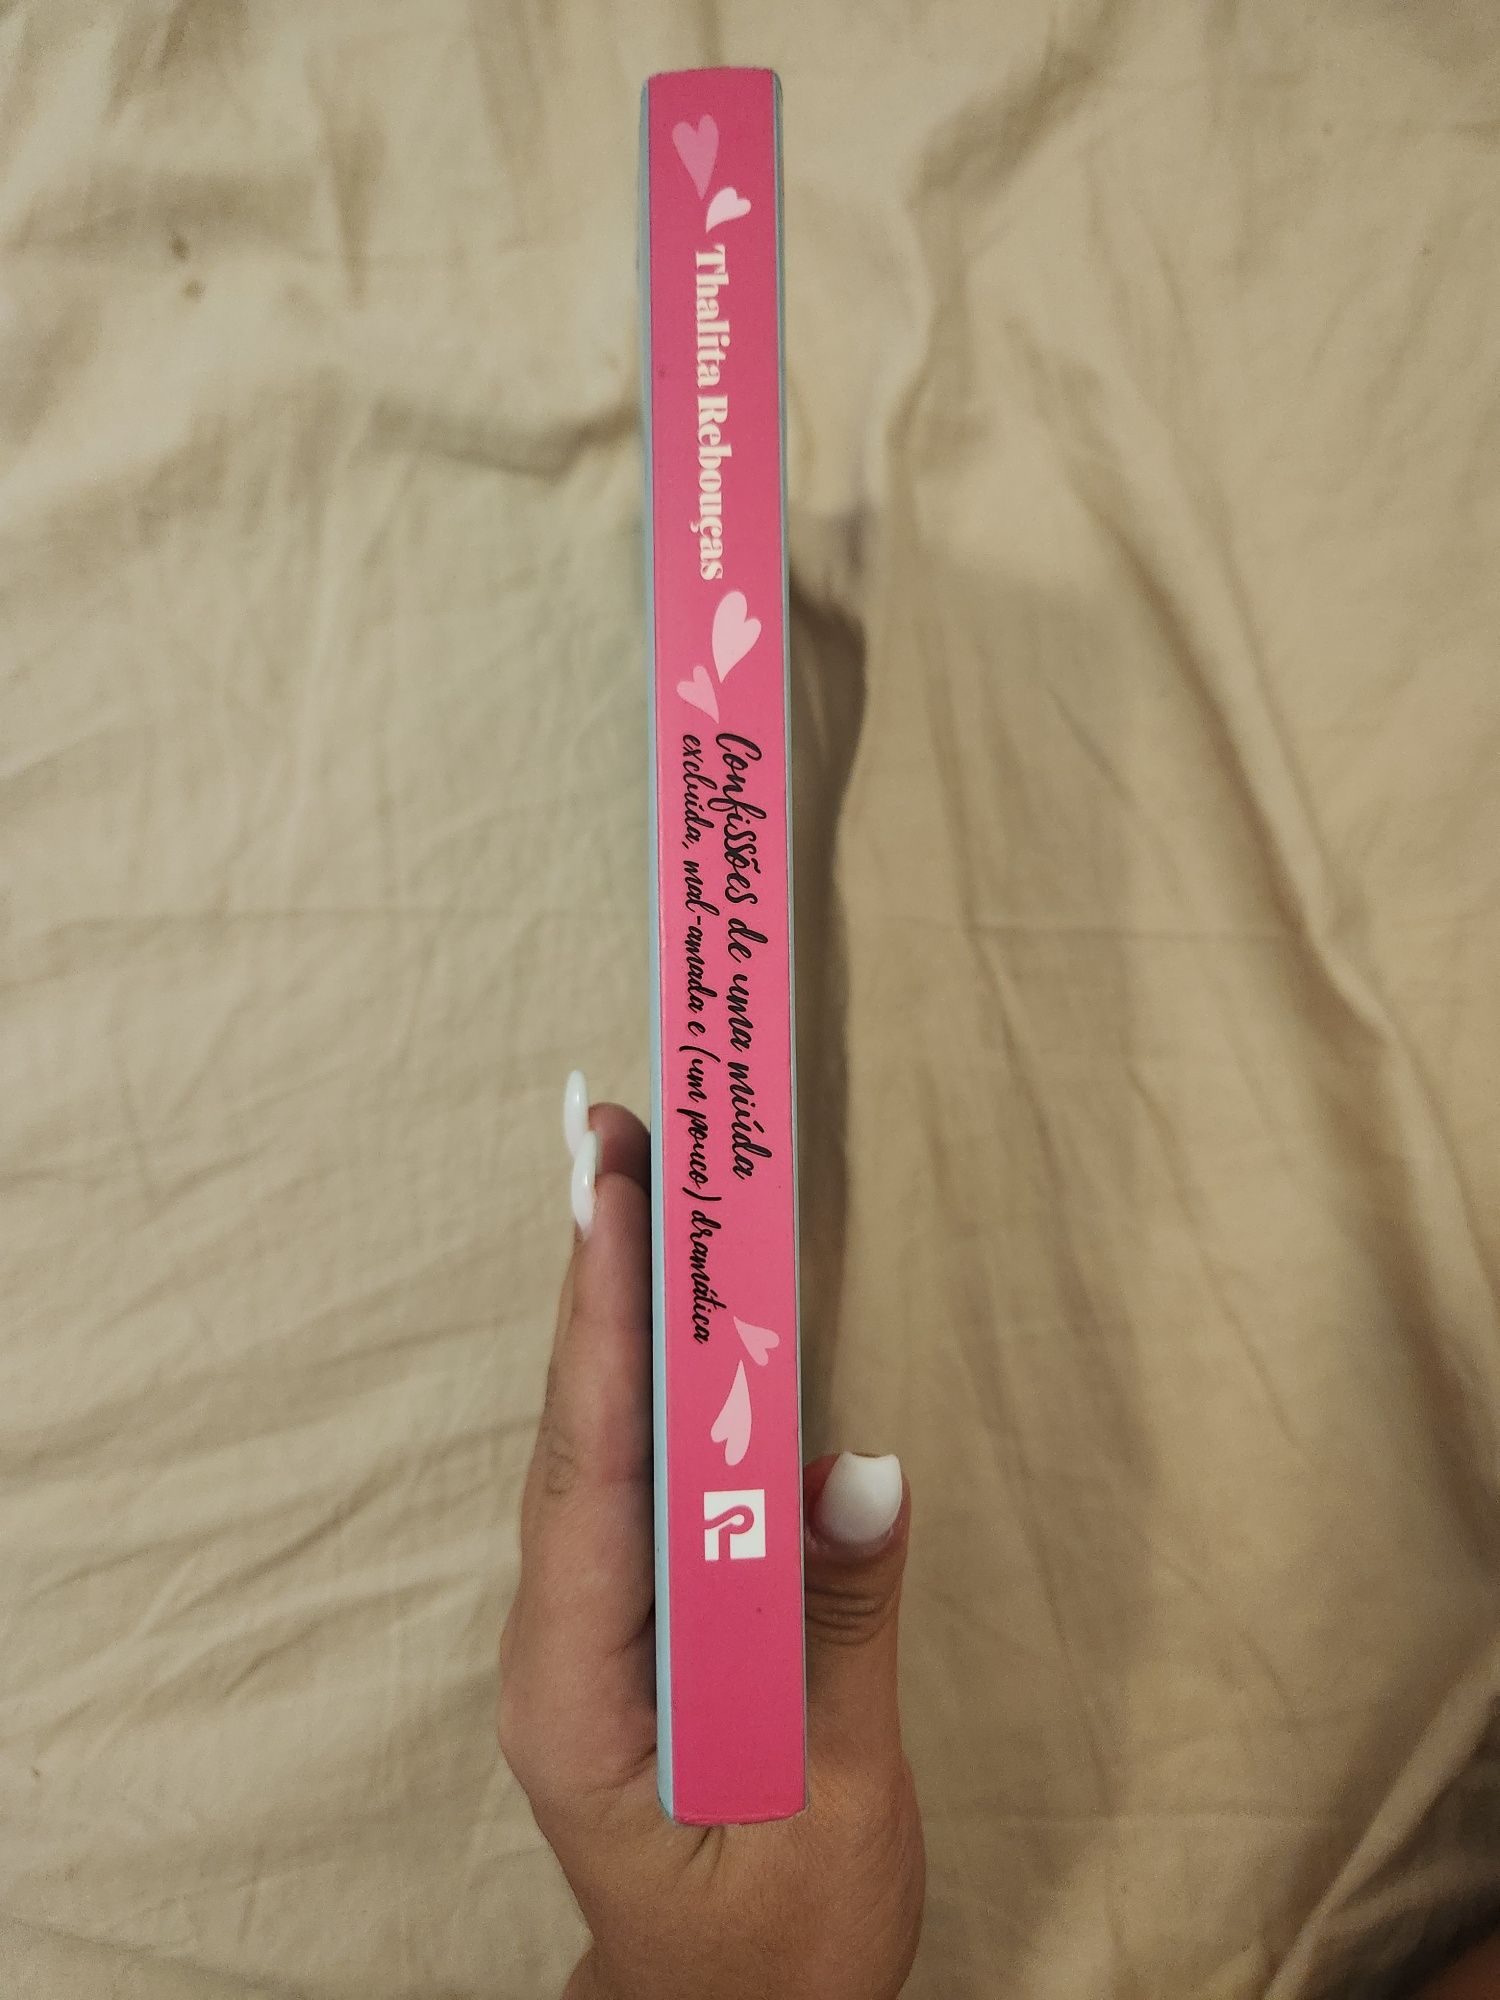 Thalita Rebouças
Confissões de uma miúda
excluída, mal-amada e (um pouco) dramática